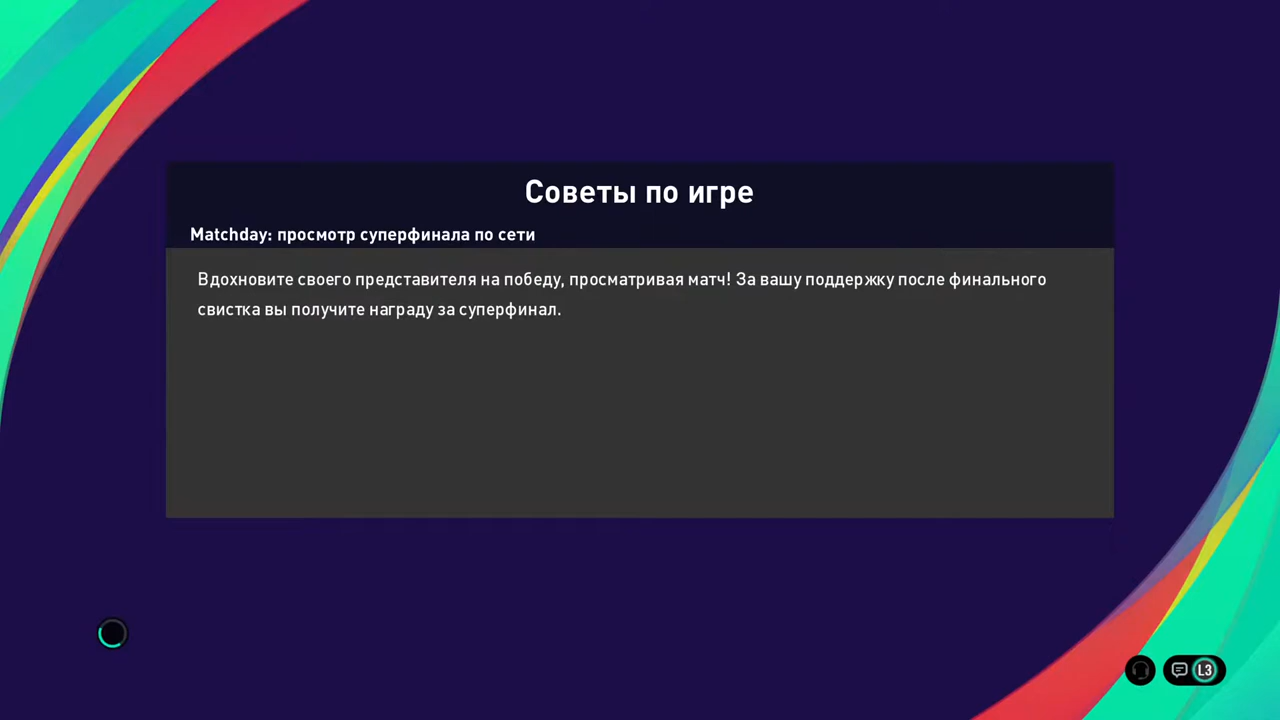 Советы по игре
Matchday: просмотр суперфинала по сети
Вдохновите своего представителя на победу, просматривая матч! За вашу поддержку после финального
свистка вы получите награду за суперфинал.
L3